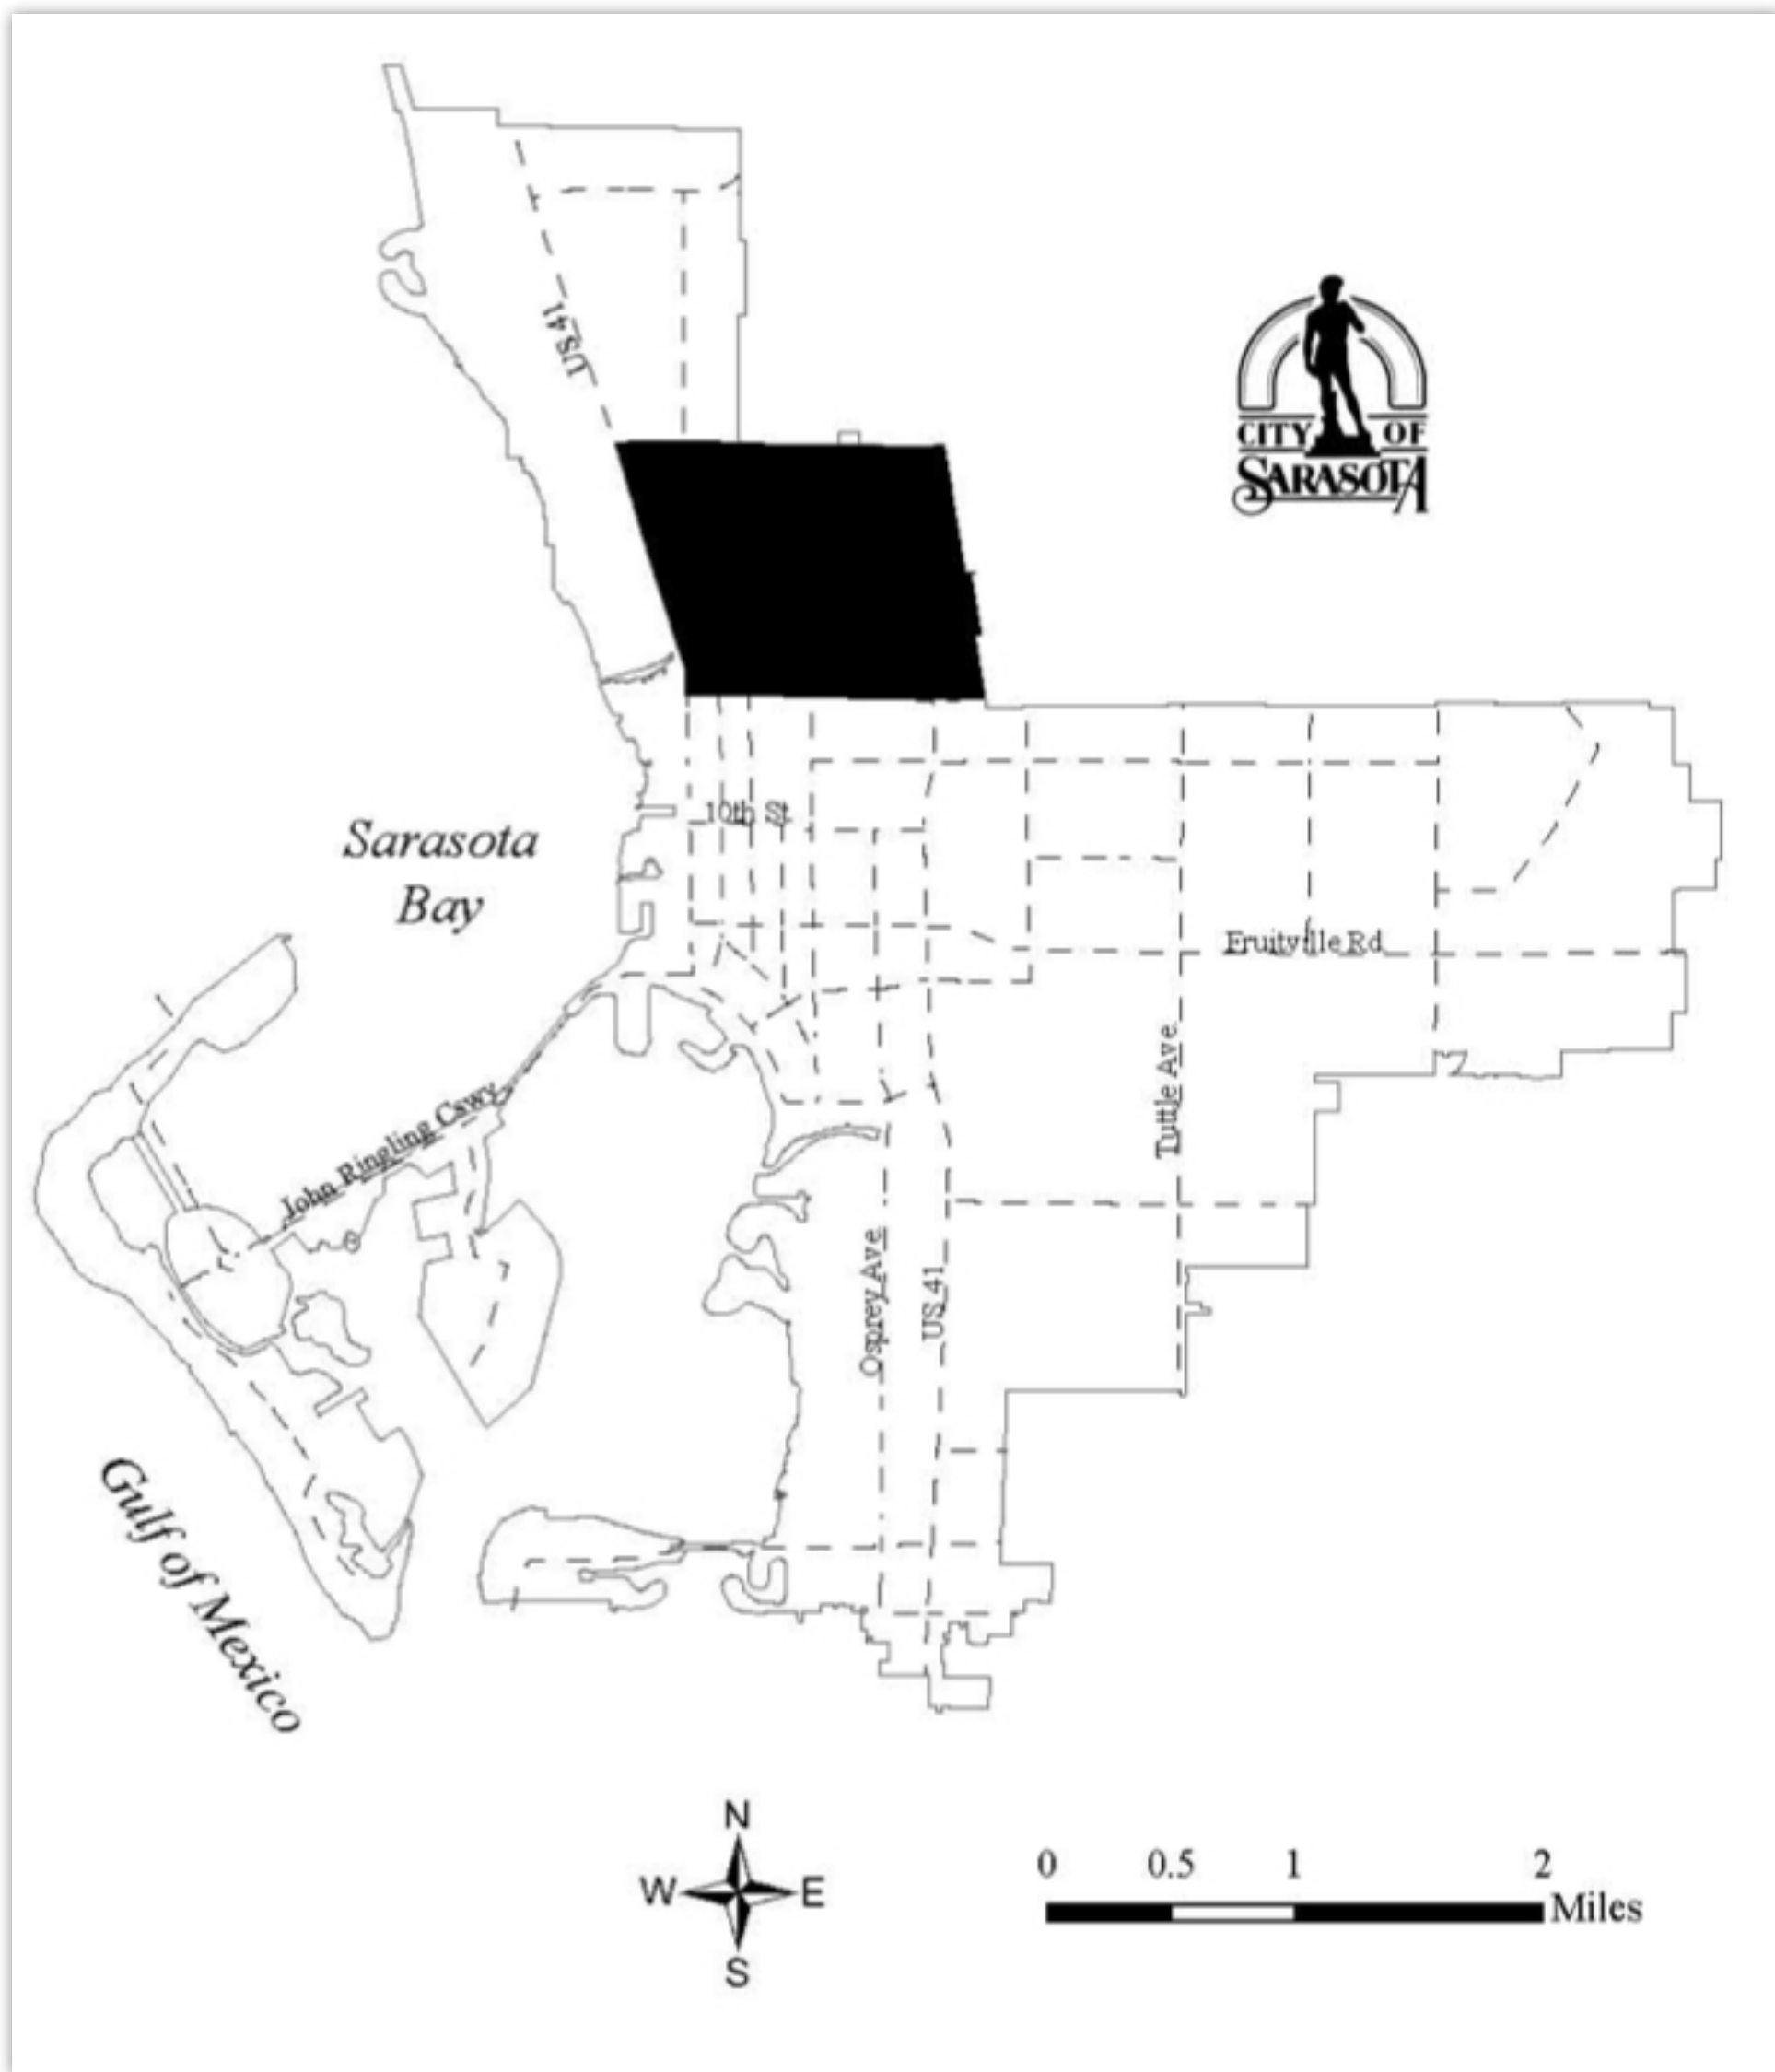 US 41
CITY OF
SARASOTA
10th St
Sarasota
Bay
Fruitville Rd
Tuttle Ave
John Ringling Cswy
Osprey Ave
US 41
Gulf of Mexico
N
W E
S
0 0.5 1 2
Miles